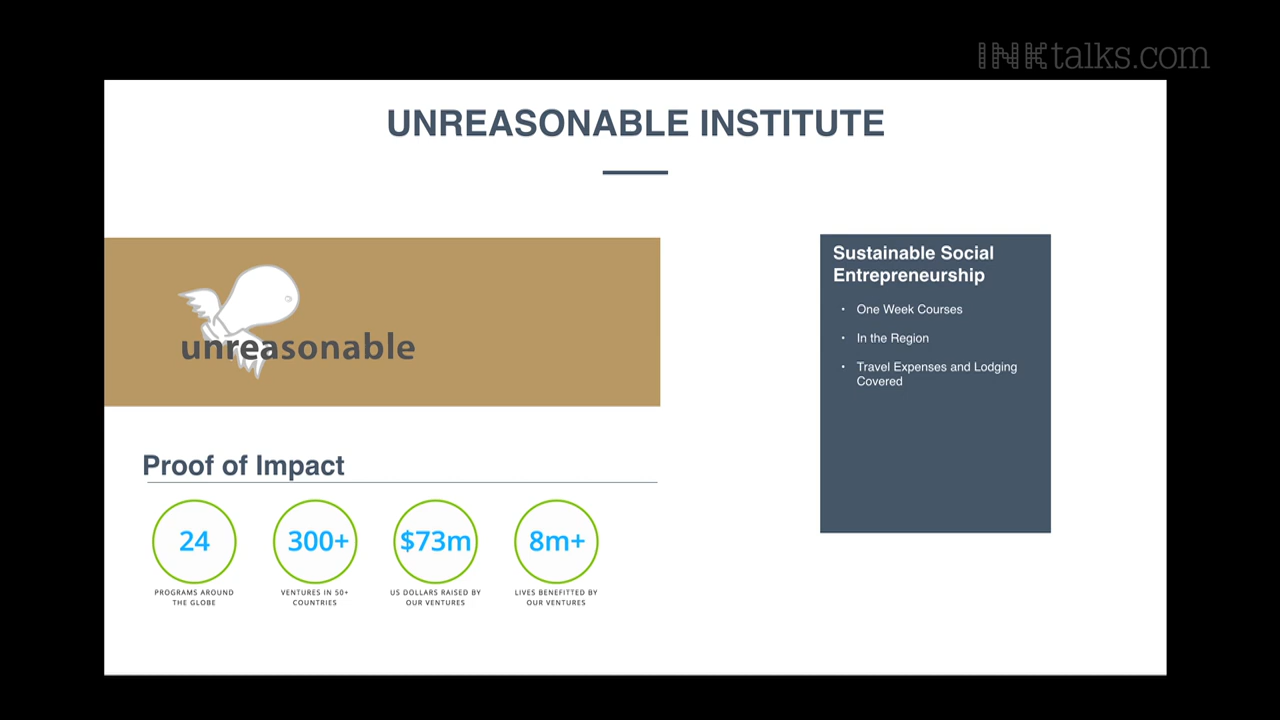 INKtalks.com
UNREASONABLE INSTITUTE
unreasonable
Sustainable Social
Entrepreneurship
• One Week Courses
• In the Region
• Travel Expenses and Lodging
Covered
Proof of Impact
24
PROGRAMS AROUND
THE GLOBE
300+
VENTURES IN 50+
COUNTRIES
$73m
US DOLLARS RAISED BY
OUR VENTURES
8m+
LIVES BENEFITTED BY
OUR VENTURES